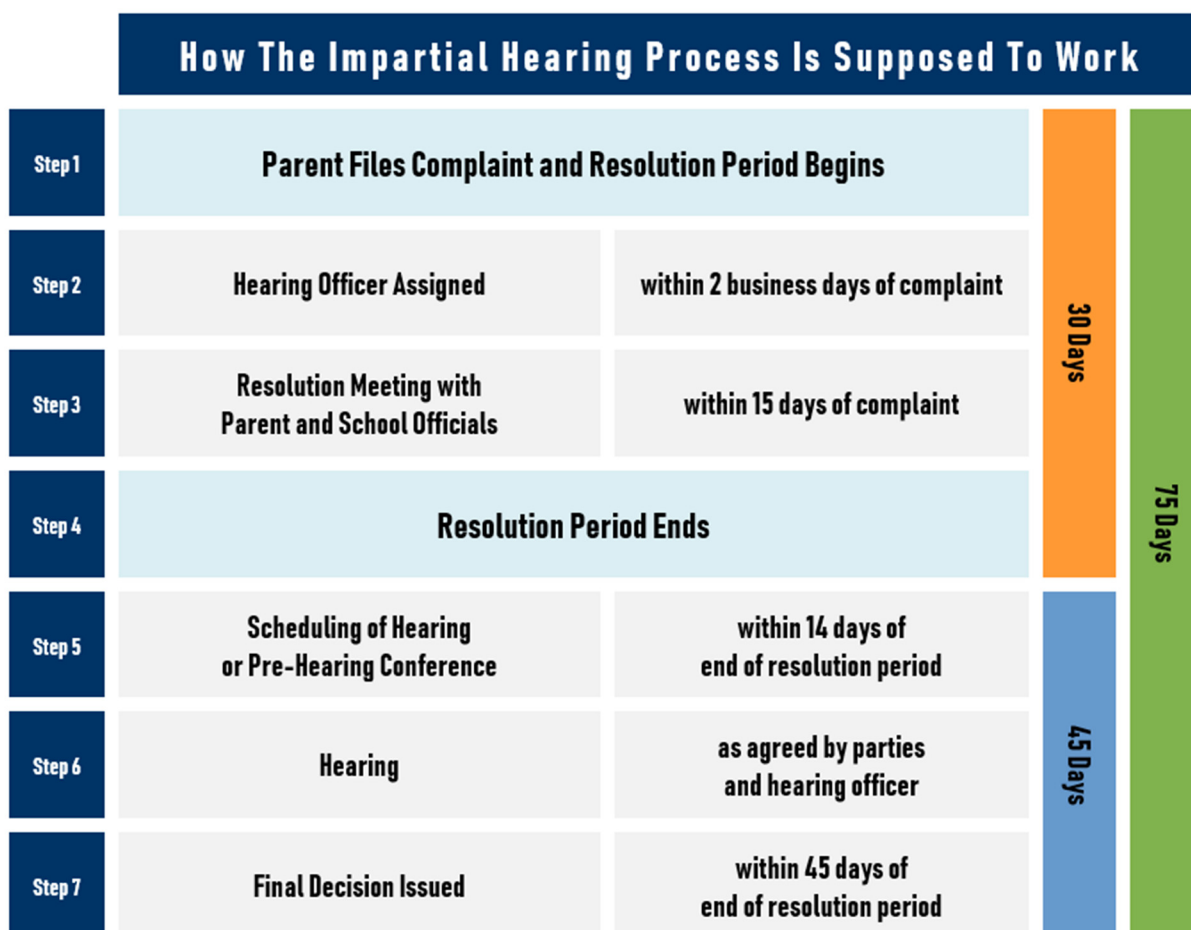 How The Impartial Hearing Process Is Supposed To Work
Step 1
Parent Files Complaint and Resolution Period Begins
Step 2
Hearing Officer Assigned
within 2 business days of complaint
Step 3
Resolution Meeting with
Parent and School Officials
within 15 days of complaint
Step 4
Resolution Period Ends
30 Days
Step 5
Scheduling of Hearing
or Pre-Hearing Conference
within 14 days of
end of resolution period
Step 6
Hearing
as agreed by parties
and hearing officer
Step 7
Final Decision Issued
within 45 days of
end of resolution period
45 Days
75 Days